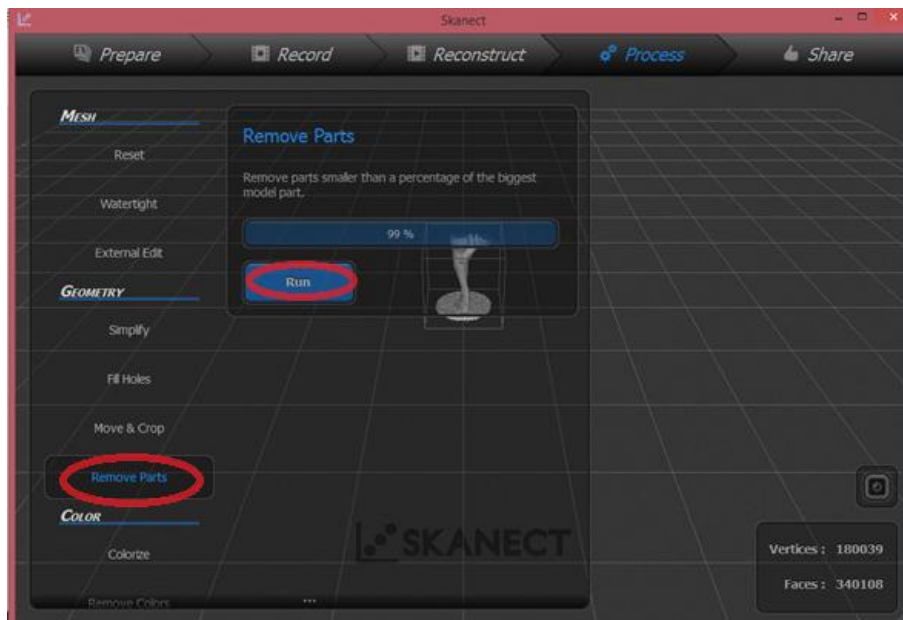 Skanect
Prepare
Record
Reconstruct
Process
Share
MESH
Reset
Watertight
External Edit
GEOMETRY
Simplify
Fill Holes
Move & Crop
Remove Parts
COLOR
Colorize
Remove Colors
Remove Parts
Remove parts smaller than a percentage of the biggest
model part.
99 %
Run
...
SKANECT
Vertices : 180039
Faces : 340108